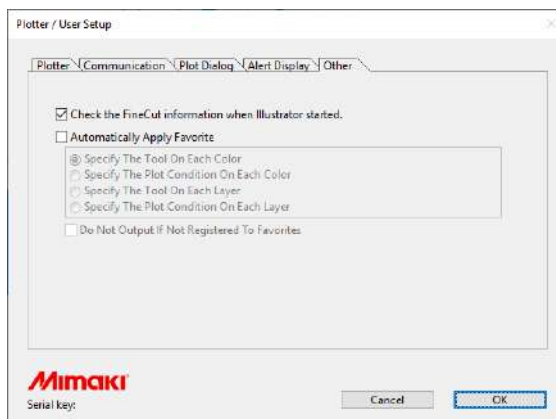 Plotter / User Setup
Plotter Communication Plot Dialog Alert Display Other
Check the FineCut information when Illustrator started.
Automatically Apply Favorite
Specify The Tool On Each Color
Specify The Plot Condition On Each Color
Specify The Tool On Each Layer
Specify The Plot Condition On Each Layer
Do Not Output If Not Registered To Favorites
Mimaki
Serial key:
Cancel OK